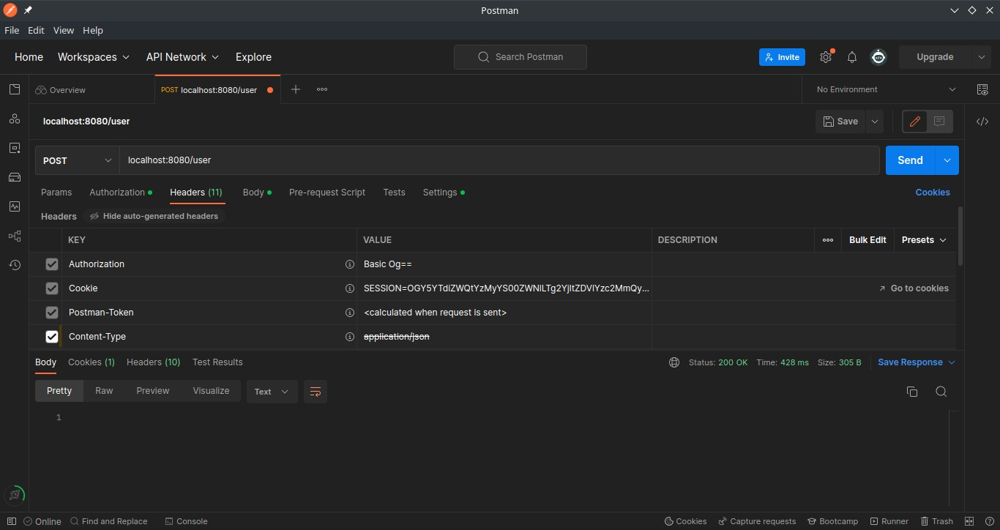 Postman
File Edit View Help
Home Workspaces API Network Explore Search Postman Invite Upgrade
Overview POST localhost:8080/user No Environment
localhost:8080/user Save
POST localhost:8080/user Send
Params Authorization Headers (11) Body Pre-request Script Tests Settings Cookies
Headers Hide auto-generated headers
KEY VALUE DESCRIPTION Bulk Edit Presets
Authorization Basic Og==
Cookie SESSION=OGY5YTdiZWQtYzMyYS00ZWNlLTg2YjltZDVlYzc2MmQy... Go to cookies
Postman-Token <calculated when request is sent>
Content-Type application/json
Body Cookies (1) Headers (10) Test Results Status: 200 OK Time: 428 ms Size: 305 B Save Response
Pretty Raw Preview Visualize Text
1
Online Find and Replace Console Cookies Capture requests Bootcamp Runner Trash